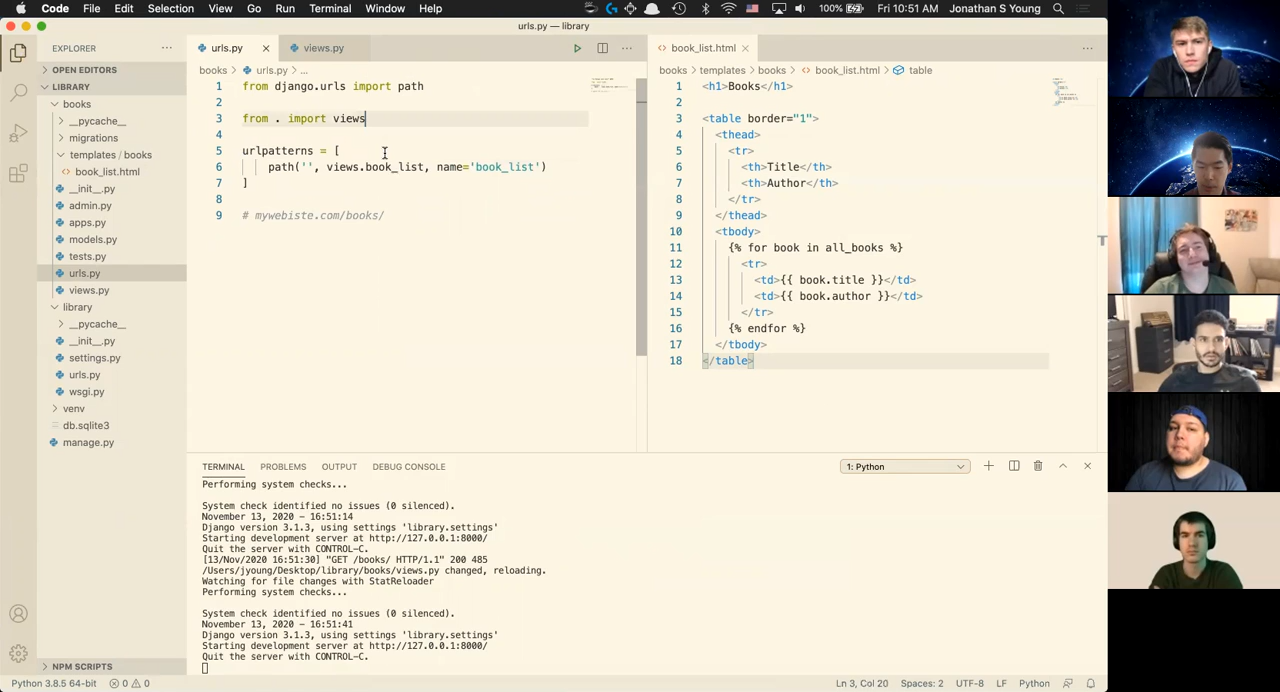 Code File Edit Selection View Go Run Terminal Window Help 100% Fri 10:51 AM Jonathan S Young
urls.py — library
EXPLORER
OPEN EDITORS
LIBRARY
books
__pycache__
migrations
templates / books
book_list.html
__init__.py
admin.py
apps.py
models.py
tests.py
urls.py
views.py
library
__pycache__
__init__.py
settings.py
urls.py
wsgi.py
venv
db.sqlite3
manage.py
NPM SCRIPTS
urls.py views.py
books > urls.py > ...
1 from django.urls import path
2
3 from . import views
4
5 urlpatterns = [
6 path('', views.book_list, name='book_list')
7 ]
8
9 # mywebiste.com/books/
book_list.html
books > templates > books > book_list.html > table
1 <h1>Books</h1>
2
3 <table border="1">
4 <thead>
5 <tr>
6 <th>Title</th>
7 <th>Author</th>
8 </tr>
9 </thead>
10 <tbody>
11 {% for book in all_books %}
12 <tr>
13 <td>{{ book.title }}</td>
14 <td>{{ book.author }}</td>
15 </tr>
16 {% endfor %}
17 </tbody>
18 </table>
TERMINAL PROBLEMS OUTPUT DEBUG CONSOLE 1: Python
Performing system checks...
System check identified no issues (0 silenced).
November 13, 2020 - 16:51:14
Django version 3.1.3, using settings 'library.settings'
Starting development server at http://127.0.0.1:8000/
Quit the server with CONTROL-C.
[13/Nov/2020 16:51:30] "GET /books/ HTTP/1.1" 200 485
/Users/jyoung/Desktop/library/books/views.py changed, reloading.
Watching for file changes with StatReloader
Performing system checks...
System check identified no issues (0 silenced).
November 13, 2020 - 16:51:41
Django version 3.1.3, using settings 'library.settings'
Starting development server at http://127.0.0.1:8000/
Quit the server with CONTROL-C.
Python 3.8.5 64-bit 0 0 Ln 3, Col 20 Spaces: 2 UTF-8 LF Python